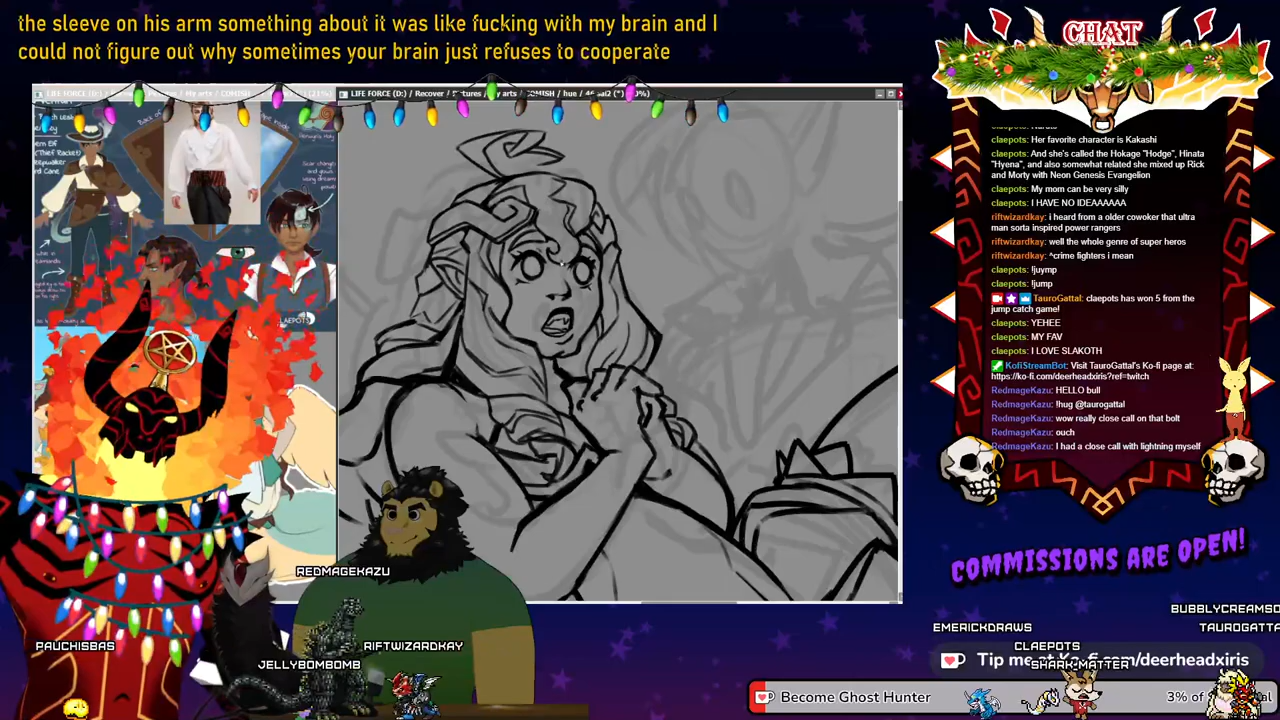 the sleeve on his arm something about it was like fucking with my brain and I
could not figure out why sometimes your brain just refuses to cooperate
CHAT
claepots: Her favorite character is Kakashi
claepots: And she's called the Hokage "Hodge", Hinata
"Hyena", and also somewhat related she mixed up Rick
and Morty with Neon Genesis Evangelion
claepots: My mom can be very silly
claepots: I HAVE NO IDEAAAAAA
riftwizardkay: i heard from a older cowoker that ultra
man sorta inspired power rangers
riftwizardkay: well the whole genre of super heros
riftwizardkay: ^crime fighters i mean
claepots: !juymp
claepots: !jump
TauroGattal: claepots has won 5 from the
jump catch game!
claepots: YEHEE
claepots: MY FAV
claepots: I LOVE SLAKOTH
KofiStreamBot: Visit TauroGattal's Ko-fi page at:
https://ko-fi.com/deerheadxiris?ref=twitch
RedmageKazu: HELLO bull
RedmageKazu: !hug @taurogattal
RedmageKazu: wow really close call on that bolt
RedmageKazu: ouch
RedmageKazu: I had a close call with lightning myself
COMMISSIONS ARE OPEN!
REDMAGEKAZU
PAUCHISBAS
RIFTWIZARDKAY
JELLYBOMBOMB
BUBBLYCREAMSO
EMERICKDRAWS
TAUROGATTA
CLAEPOTS
SHARK_MATTER
Become Ghost Hunter
3% of